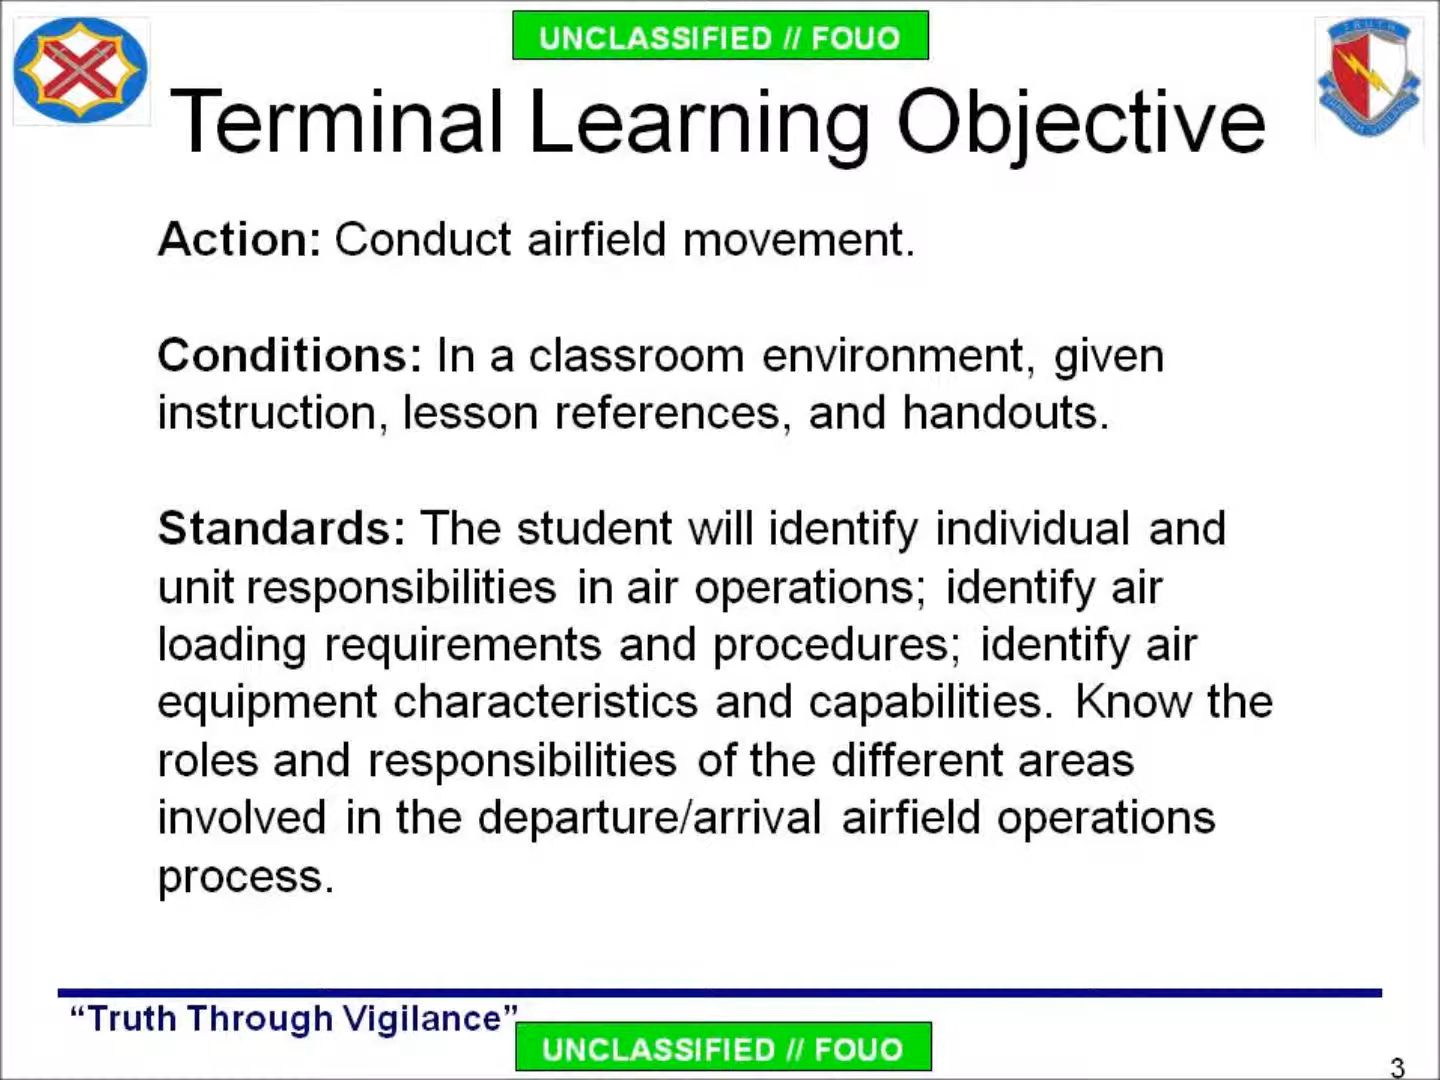 UNCLASSIFIED // FOUO
TRUTH
THROUGH VIGILANCE
Terminal Learning Objective
Action: Conduct airfield movement.
Conditions: In a classroom environment, given
instruction, lesson references, and handouts.
Standards: The student will identify individual and
unit responsibilities in air operations; identify air
loading requirements and procedures; identify air
equipment characteristics and capabilities. Know the
roles and responsibilities of the different areas
involved in the departure/arrival airfield operations
process.
“Truth Through Vigilance”
UNCLASSIFIED // FOUO
3